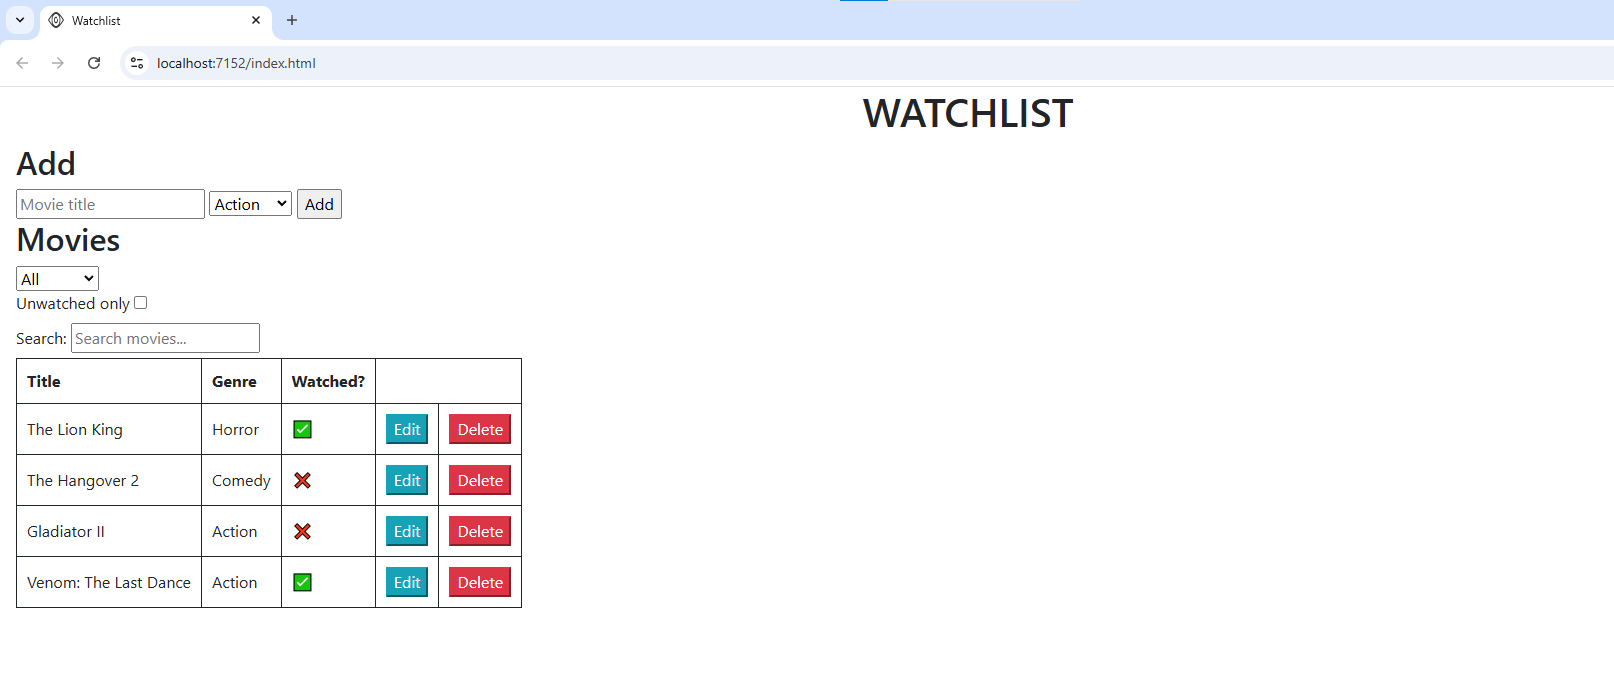 Watchlist
localhost:7152/index.html
WATCHLIST
Add
Movie title Action Add
Movies
All
Unwatched only
Search: Search movies...
Title Genre Watched?
The Lion King Horror ✅ Edit Delete
The Hangover 2 Comedy ❌ Edit Delete
Gladiator II Action ❌ Edit Delete
Venom: The Last Dance Action ✅ Edit Delete